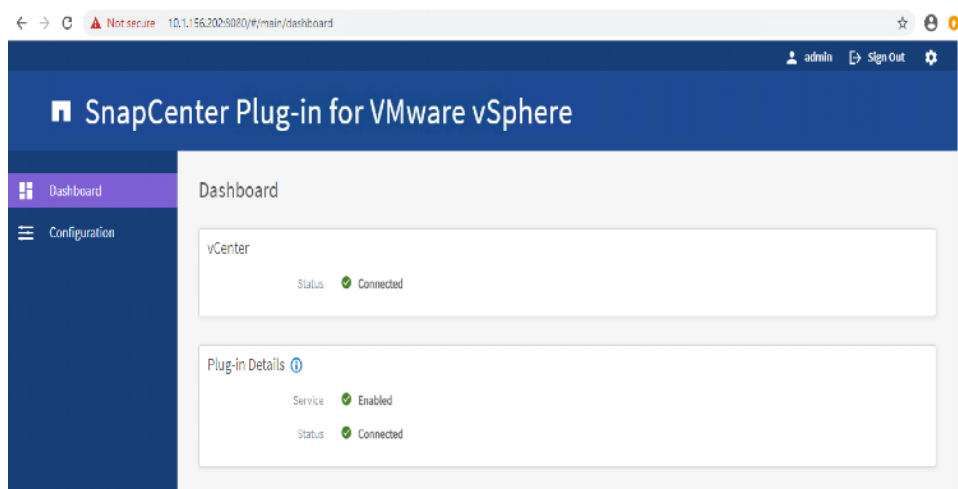 Not secure 10.1.156.202:8080/#/main/dashboard
admin Sign Out
SnapCenter Plug-in for VMware vSphere
Dashboard
Configuration
Dashboard
vCenter
Status Connected
Plug-in Details
Service Enabled
Status Connected